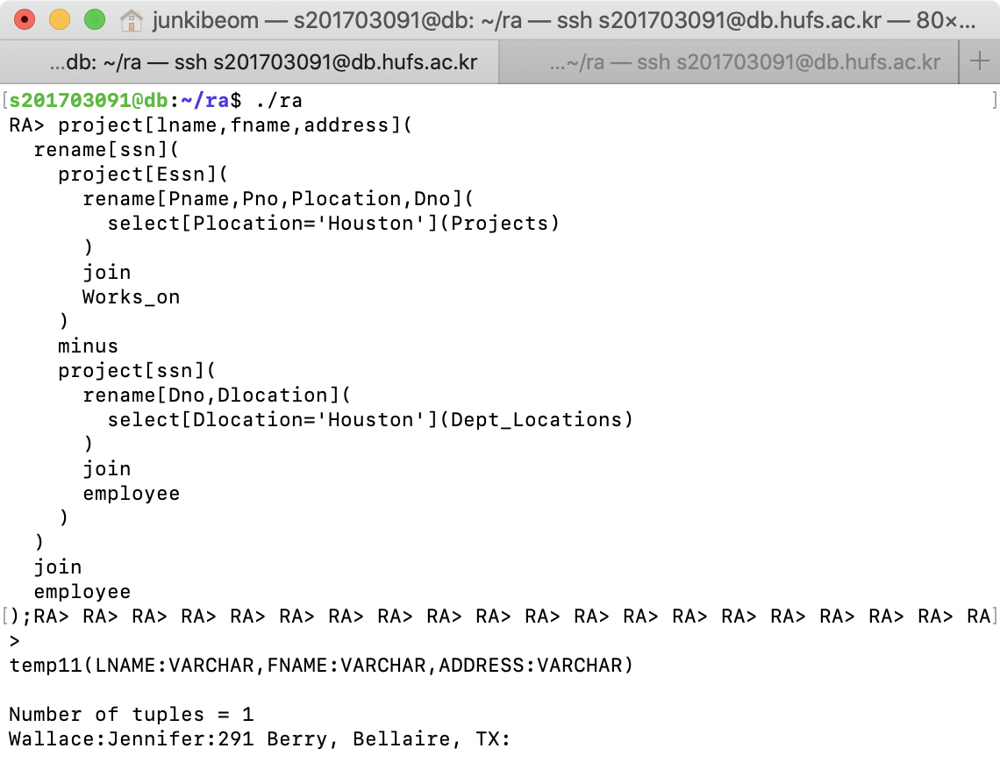 junkibeom — s201703091@db: ~/ra — ssh s201703091@db.hufs.ac.kr — 80×...
...db: ~/ra — ssh s201703091@db.hufs.ac.kr
...~/ra — ssh s201703091@db.hufs.ac.kr
[s201703091@db:~/ra$ ./ra ]
RA> project[lname,fname,address](
  rename[ssn](
    project[Essn](
      rename[Pname,Pno,Plocation,Dno](
        select[Plocation='Houston'](Projects)
      )
      join
      Works_on
    )
    minus
    project[ssn](
      rename[Dno,Dlocation](
        select[Dlocation='Houston'](Dept_Locations)
      )
      join
      employee
    )
  )
  join
  employee
[);RA> RA> RA> RA> RA> RA> RA> RA> RA> RA> RA> RA> RA> RA> RA> RA> RA> RA> RA> RA]
>
temp11(LNAME:VARCHAR,FNAME:VARCHAR,ADDRESS:VARCHAR)
Number of tuples = 1
Wallace:Jennifer:291 Berry, Bellaire, TX: